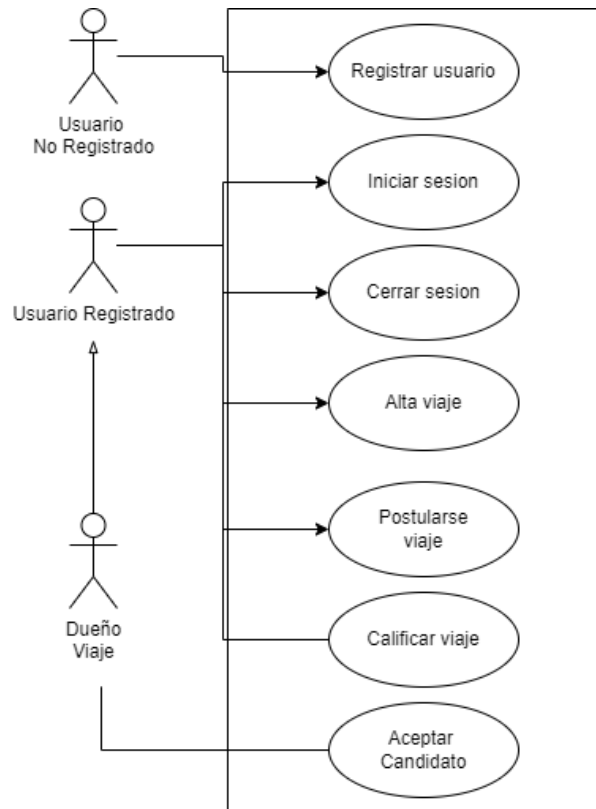 Usuario
No Registrado
Registrar usuario
Iniciar sesion
Usuario Registrado
Cerrar sesion
Alta viaje
Postularse
viaje
Dueño
Viaje
Calificar viaje
Aceptar
Candidato